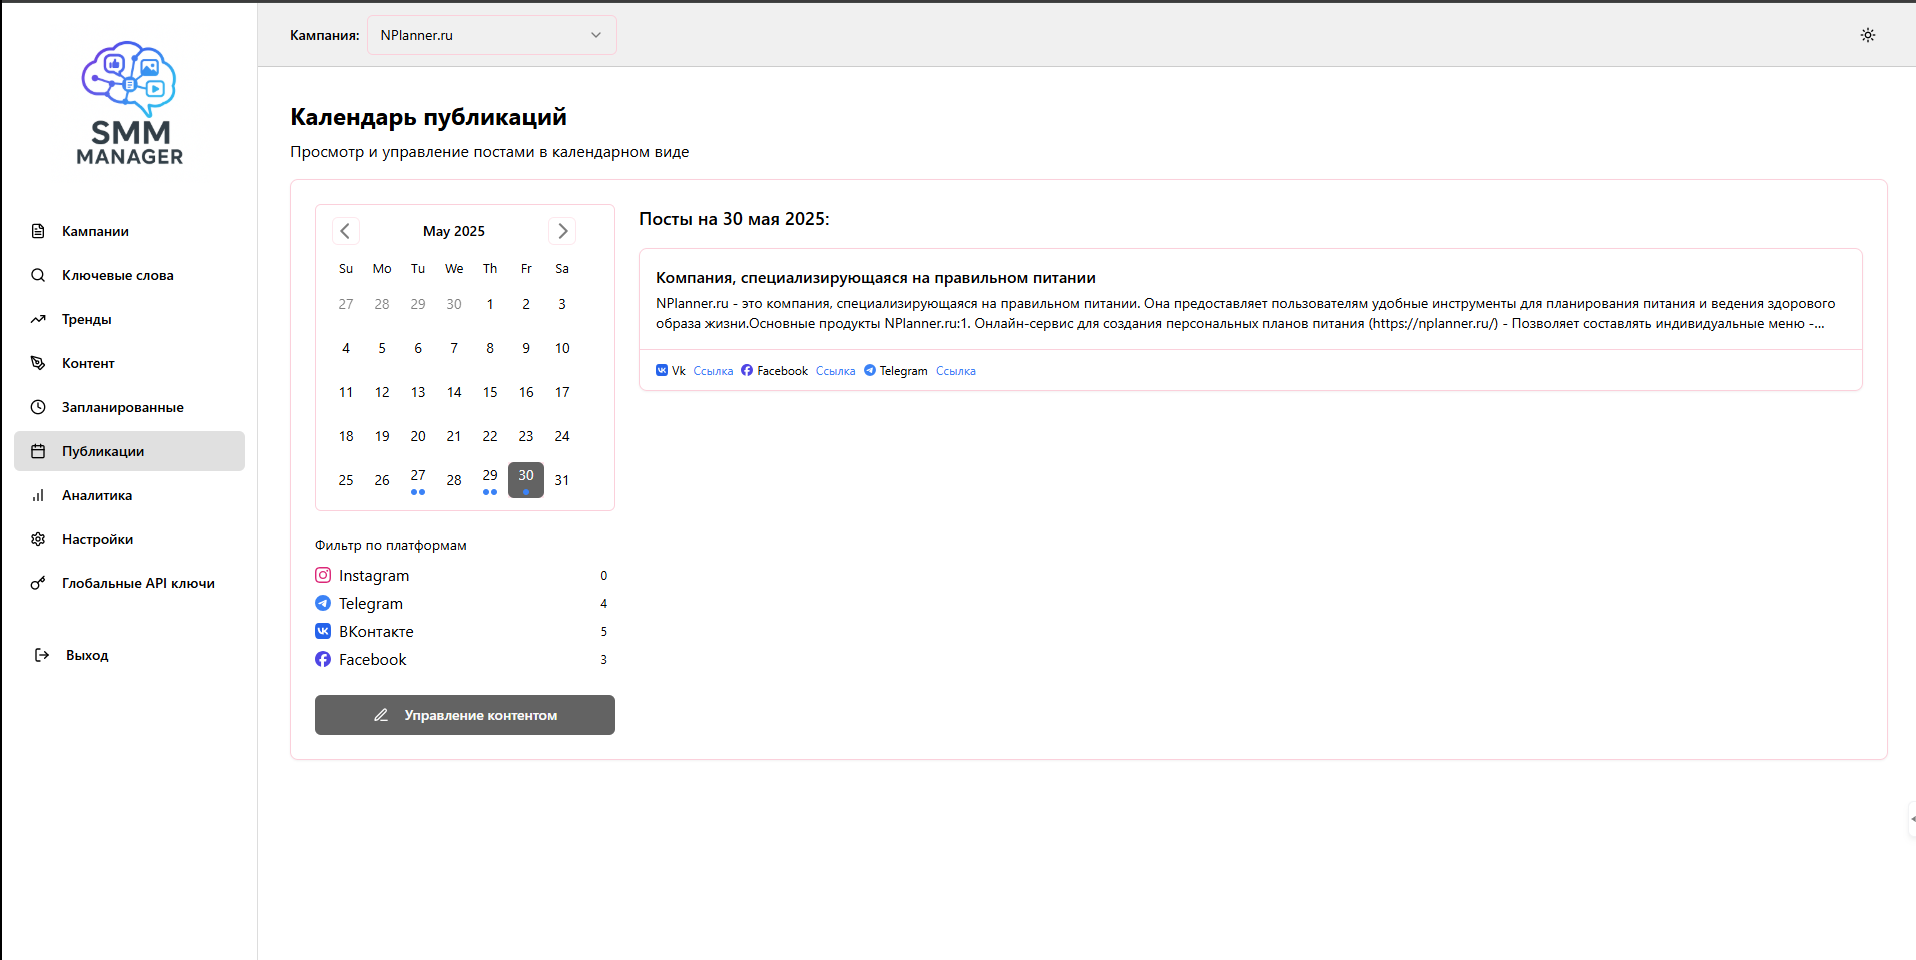 SMM
MANAGER
Кампании
Ключевые слова
Тренды
Контент
Запланированные
Публикации
Аналитика
Настройки
Глобальные API ключи
Выход
Кампания: NPlanner.ru
Календарь публикаций
Просмотр и управление постами в календарном виде
May 2025
Su Mo Tu We Th Fr Sa
27 28 29 30 1 2 3
4 5 6 7 8 9 10
11 12 13 14 15 16 17
18 19 20 21 22 23 24
25 26 27 28 29 30 31
Фильтр по платформам
Instagram 0
Telegram 4
ВКонтакте 5
Facebook 3
Управление контентом
Посты на 30 мая 2025:
Компания, специализирующаяся на правильном питании
NPlanner.ru - это компания, специализирующаяся на правильном питании. Она предоставляет пользователям удобные инструменты для планирования питания и ведения здорового
образа жизни.Основные продукты NPlanner.ru:1. Онлайн-сервис для создания персональных планов питания (https://nplanner.ru/) - Позволяет составлять индивидуальные меню -...
Vk Ссылка Facebook Ссылка Telegram Ссылка